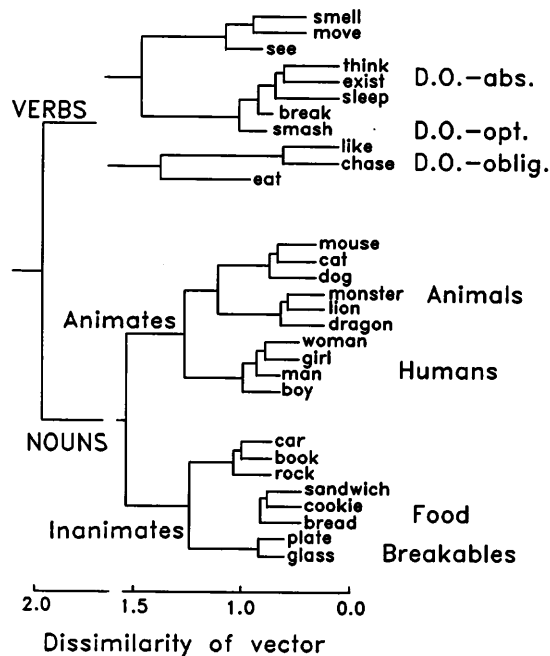 smell
move
see
think
exist
D.O.-abs.
sleep
VERBS
break
smash
D.O.-opt.
like
chase
D.O.-oblig.
eat
mouse
cat
dog
monster
Animals
lion
Animates
dragon
woman
girl
Humans
man
boy
NOUNS
car
book
rock
sandwich
cookie
Food
bread
Inanimates
plate
Breakables
glass
2.0 1.5 1.0 0.0
Dissimilarity of vector